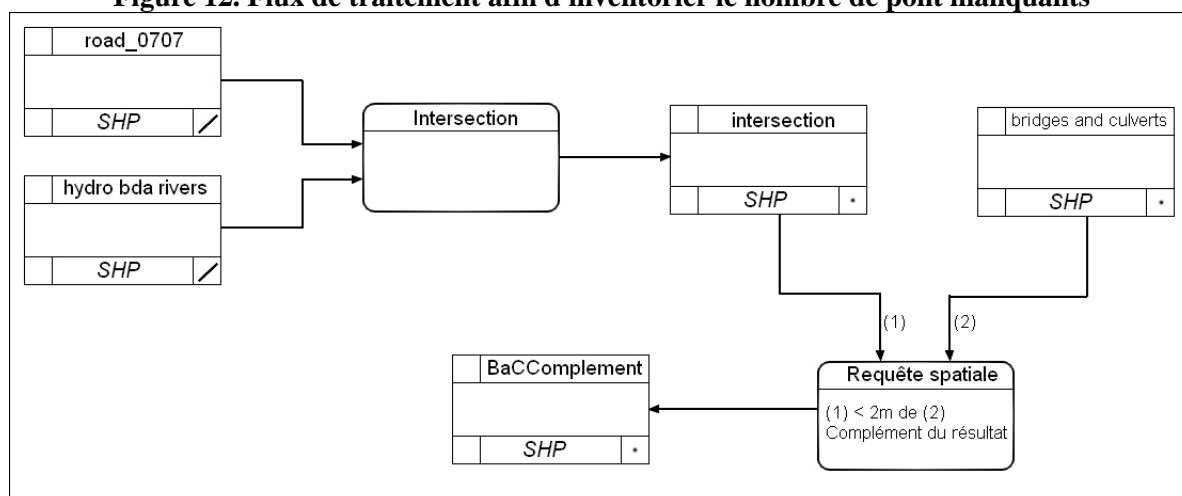 Figure 12. Flux de traitement afin d'inventorier le nombre de pont manquants
road_0707
SHP
hydro bda rivers
SHP
Intersection
intersection
SHP
bridges and culverts
SHP
(1)
(2)
Requête spatiale
(1) < 2m de (2)
Complément du résultat
BaCComplement
SHP